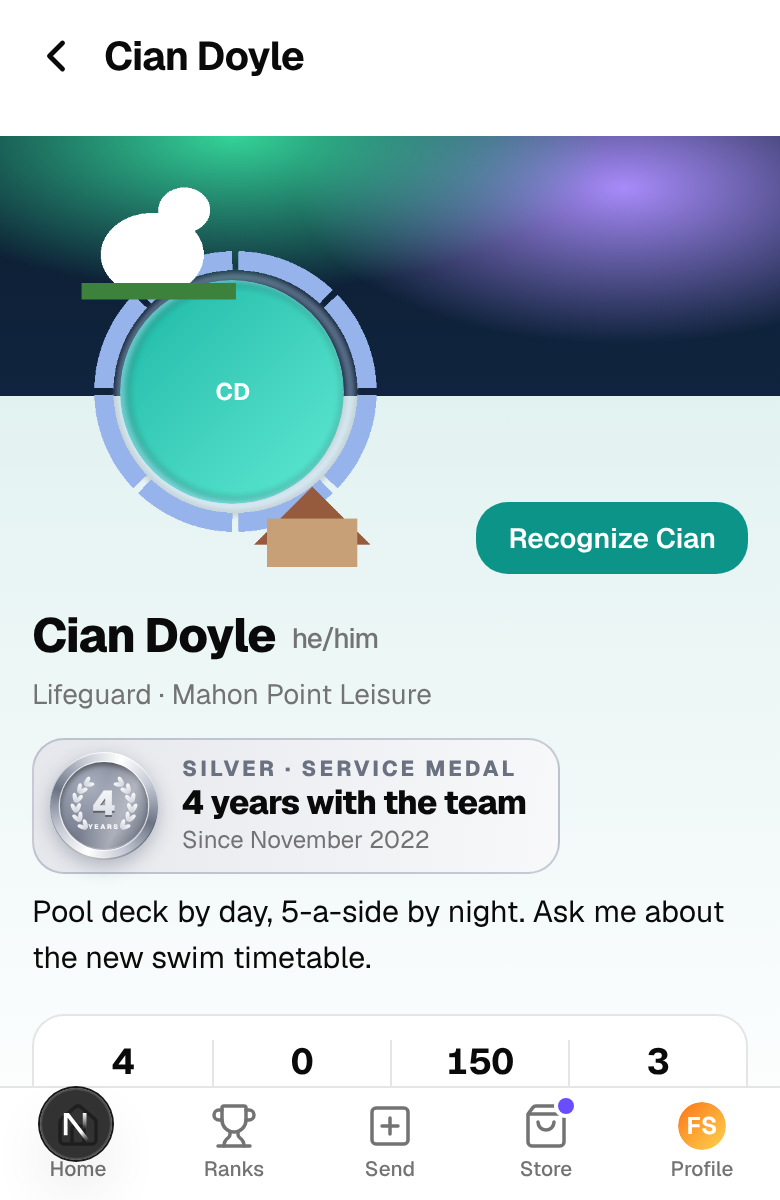 Cian Doyle
CD
Recognize Cian
Cian Doyle he/him
Lifeguard · Mahon Point Leisure
SILVER · SERVICE MEDAL
4 years with the team
Since November 2022
4
YEARS
Pool deck by day, 5-a-side by night. Ask me about
the new swim timetable.
4 0 150 3
N
FS
Home Ranks Send Store Profile